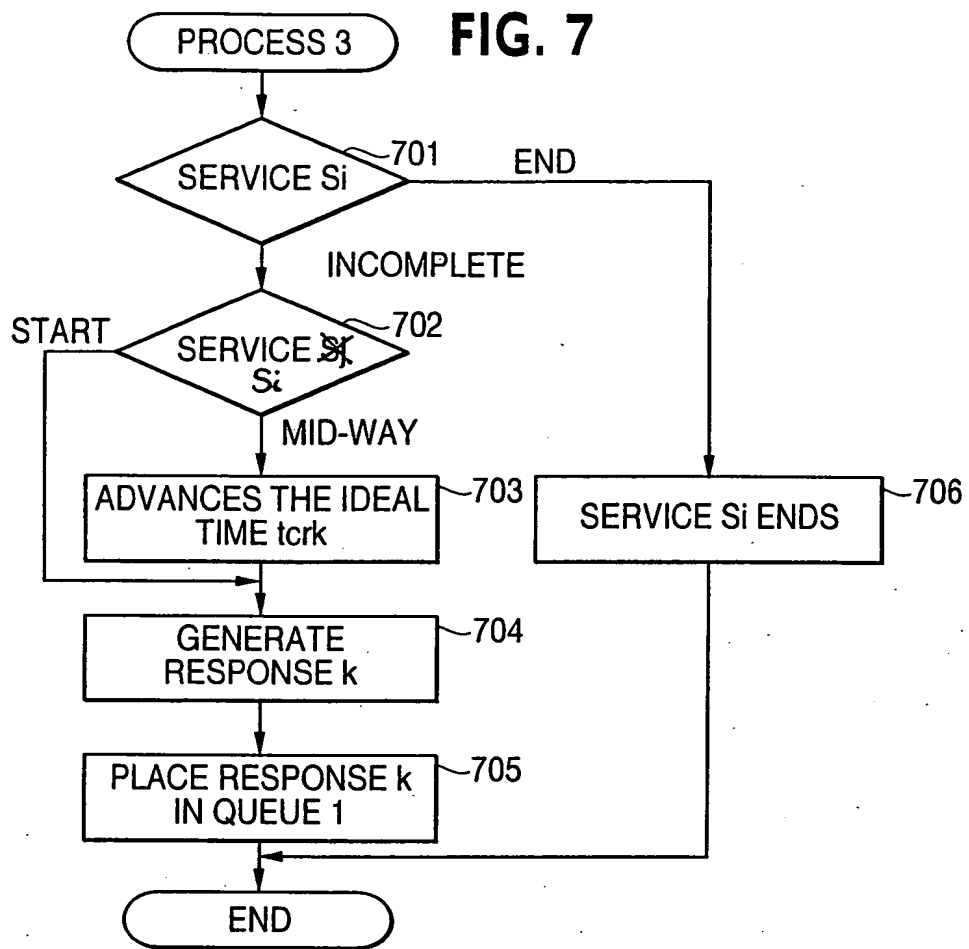 FIG. 7
PROCESS 3
701
SERVICE Si
END
INCOMPLETE
START
702
SERVICE Sj
Si
MID-WAY
703
ADVANCES THE IDEAL
TIME tcrk
706
SERVICE Si ENDS
704
GENERATE
RESPONSE k
705
PLACE RESPONSE k
IN QUEUE 1
END